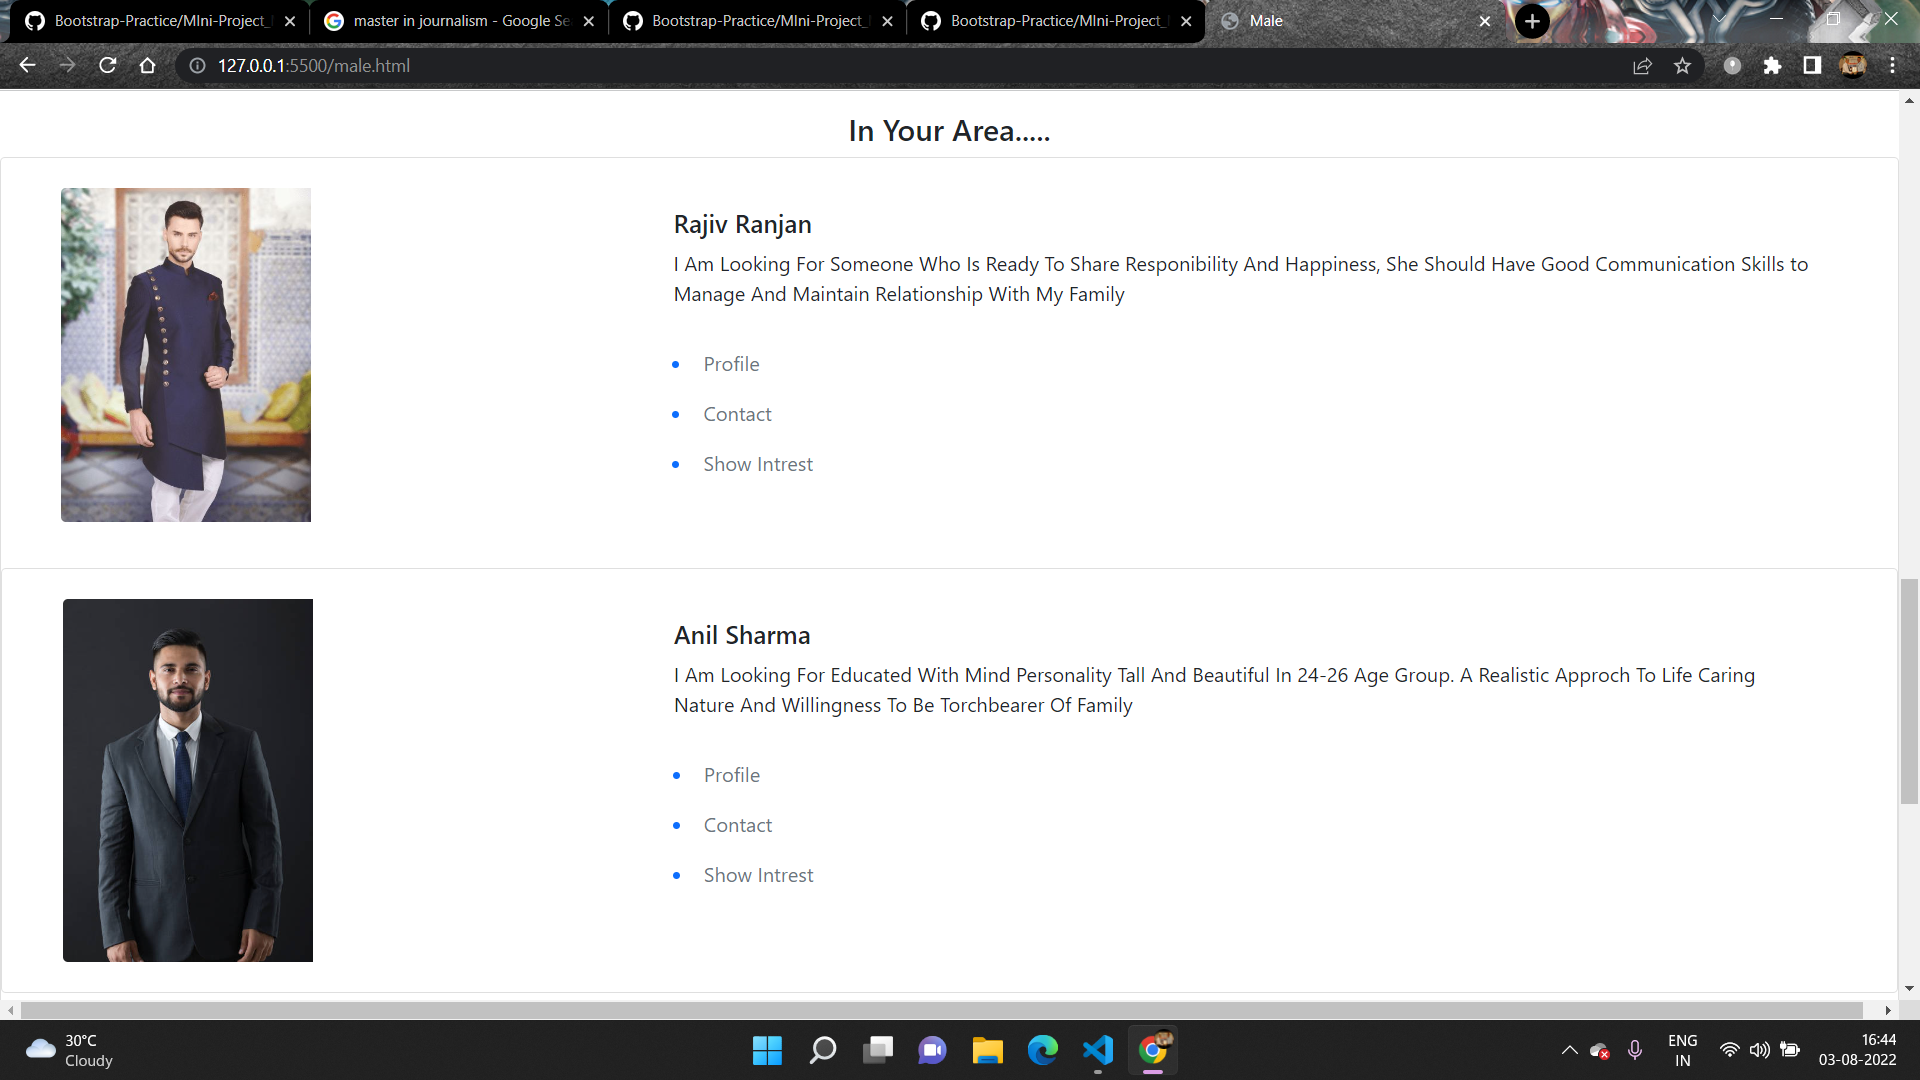 Bootstrap-Practice/MIni-Project_
master in journalism - Google Se
Bootstrap-Practice/MIni-Project_
Bootstrap-Practice/MIni-Project_
Male
127.0.0.1:5500/male.html
In Your Area.....
Rajiv Ranjan
I Am Looking For Someone Who Is Ready To Share Responibility And Happiness, She Should Have Good Communication Skills to
Manage And Maintain Relationship With My Family
Profile
Contact
Show Intrest
Anil Sharma
I Am Looking For Educated With Mind Personality Tall And Beautiful In 24-26 Age Group. A Realistic Approch To Life Caring
Nature And Willingness To Be Torchbearer Of Family
Profile
Contact
Show Intrest
30°C
Cloudy
ENG
IN
16:44
03-08-2022